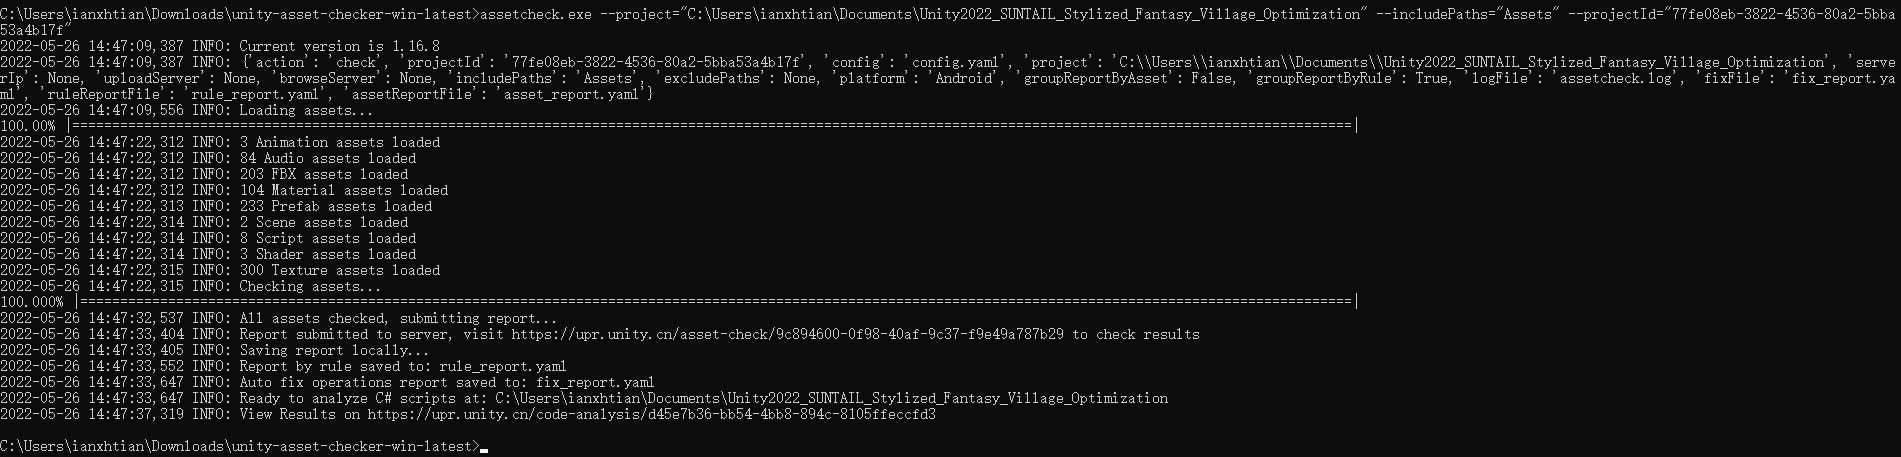 C:\Users\ianxhtian\Downloads\unity-asset-checker-win-latest>assetcheck.exe --project="C:\Users\ianxhtian\Documents\Unity2022_SUNTAIL_Stylized_Fantasy_Village_Optimization" --includePaths="Assets" --projectId="77fe08eb-3822-4536-80a2-5bba
53a4b17f"
2022-05-26 14:47:09,387 INFO: Current version is 1.16.8
2022-05-26 14:47:09,387 INFO: {'action': 'check', 'projectId': '77fe08eb-3822-4536-80a2-5bba53a4b17f', 'config': 'config.yaml', 'project': 'C:\\Users\\ianxhtian\\Documents\\Unity2022_SUNTAIL_Stylized_Fantasy_Village_Optimization', 'serve
rIp': None, 'uploadServer': None, 'browseServer': None, 'includePaths': 'Assets', 'excludePaths': None, 'platform': 'Android', 'groupReportByAsset': False, 'groupReportByRule': True, 'logFile': 'assetcheck.log', 'fixFile': 'fix_report.ya
ml', 'ruleReportFile': 'rule_report.yaml', 'assetReportFile': 'asset_report.yaml'}
2022-05-26 14:47:09,556 INFO: Loading assets...
100.00%
2022-05-26 14:47:22,312 INFO: 3 Animation assets loaded
2022-05-26 14:47:22,312 INFO: 84 Audio assets loaded
2022-05-26 14:47:22,312 INFO: 203 FBX assets loaded
2022-05-26 14:47:22,312 INFO: 104 Material assets loaded
2022-05-26 14:47:22,313 INFO: 233 Prefab assets loaded
2022-05-26 14:47:22,314 INFO: 2 Scene assets loaded
2022-05-26 14:47:22,314 INFO: 8 Script assets loaded
2022-05-26 14:47:22,314 INFO: 3 Shader assets loaded
2022-05-26 14:47:22,315 INFO: 300 Texture assets loaded
2022-05-26 14:47:22,315 INFO: Checking assets...
100.000%
2022-05-26 14:47:32,537 INFO: All assets checked, submitting report...
2022-05-26 14:47:33,404 INFO: Report submitted to server, visit https://upr.unity.cn/asset-check/9c894600-0f98-40af-9c37-f9e49a787b29 to check results
2022-05-26 14:47:33,405 INFO: Saving report locally...
2022-05-26 14:47:33,552 INFO: Report by rule saved to: rule_report.yaml
2022-05-26 14:47:33,647 INFO: Auto fix operations report saved to: fix_report.yaml
2022-05-26 14:47:33,647 INFO: Ready to analyze C# scripts at: C:\Users\ianxhtian\Documents\Unity2022_SUNTAIL_Stylized_Fantasy_Village_Optimization
2022-05-26 14:47:37,319 INFO: View Results on https://upr.unity.cn/code-analysis/d45e7b36-bb54-4bb8-894c-8105ffeccfd3
C:\Users\ianxhtian\Downloads\unity-asset-checker-win-latest>